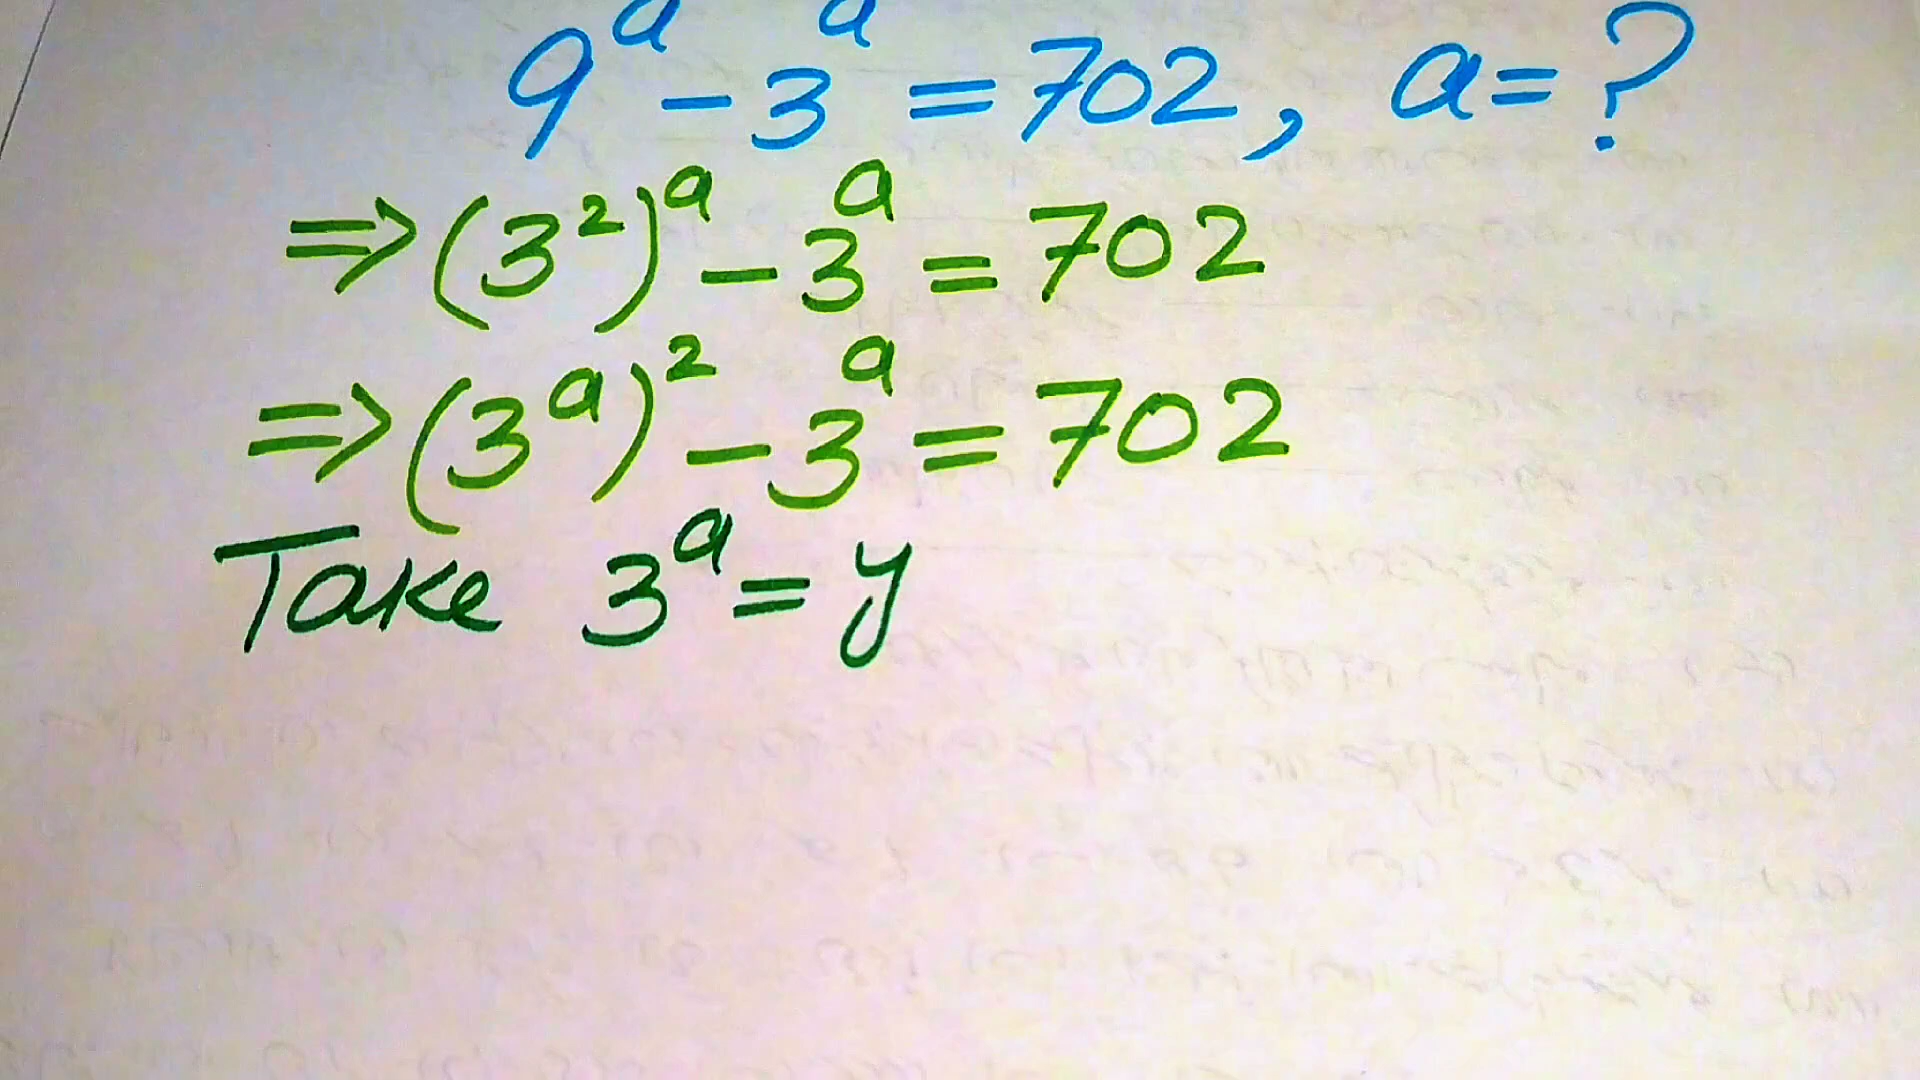 9^a - 3^a = 702, a = ?
⇒ (3^2)^a - 3^a = 702
⇒ (3^a)^2 - 3^a = 702
Take 3^a = y